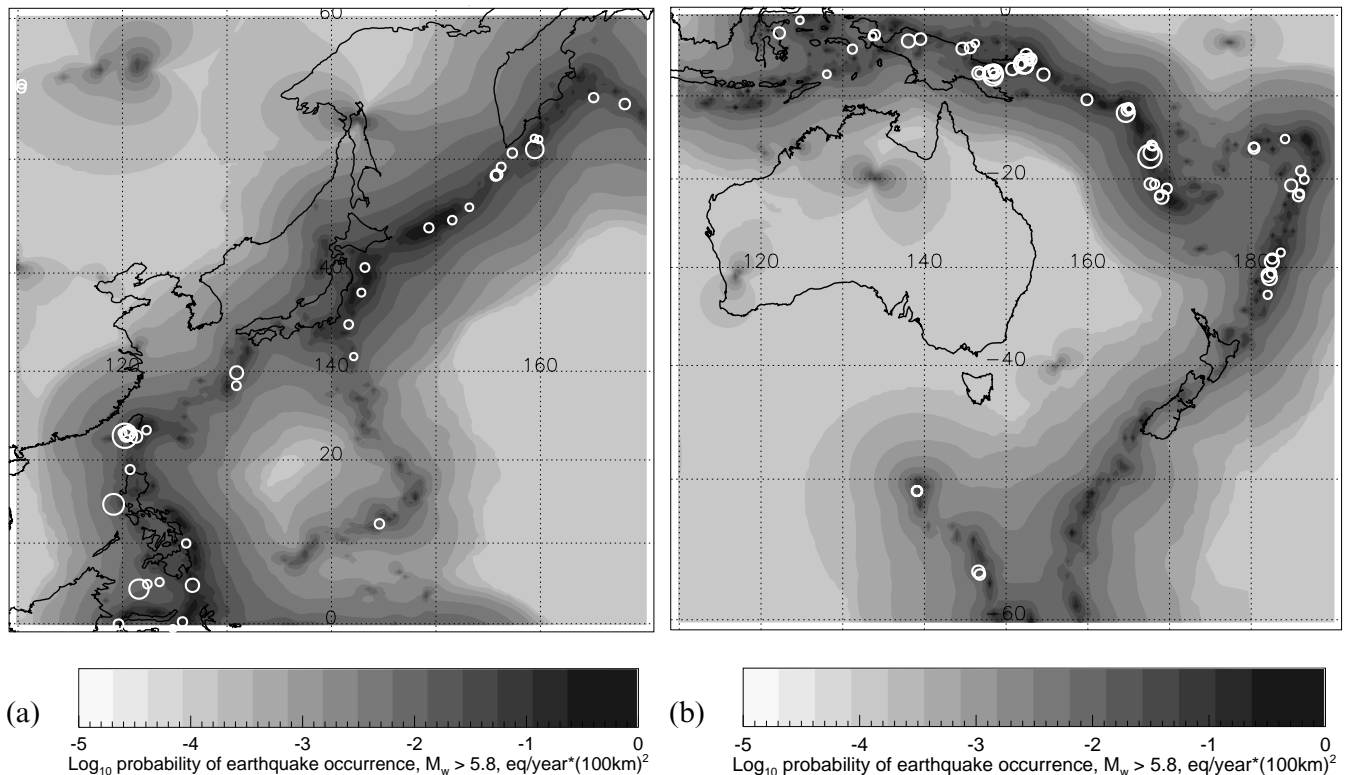 60
40
120 140 160
20
0
0
−20
120 140 160 180
−40
−60
(a)
-5 -4 -3 -2 -1 0
Log10 probability of earthquake occurrence, Mw > 5.8, eq/year*(100km)2
(b)
-5 -4 -3 -2 -1 0
Log10 probability of earthquake occurrence, Mw > 5.8, eq/year*(100km)2